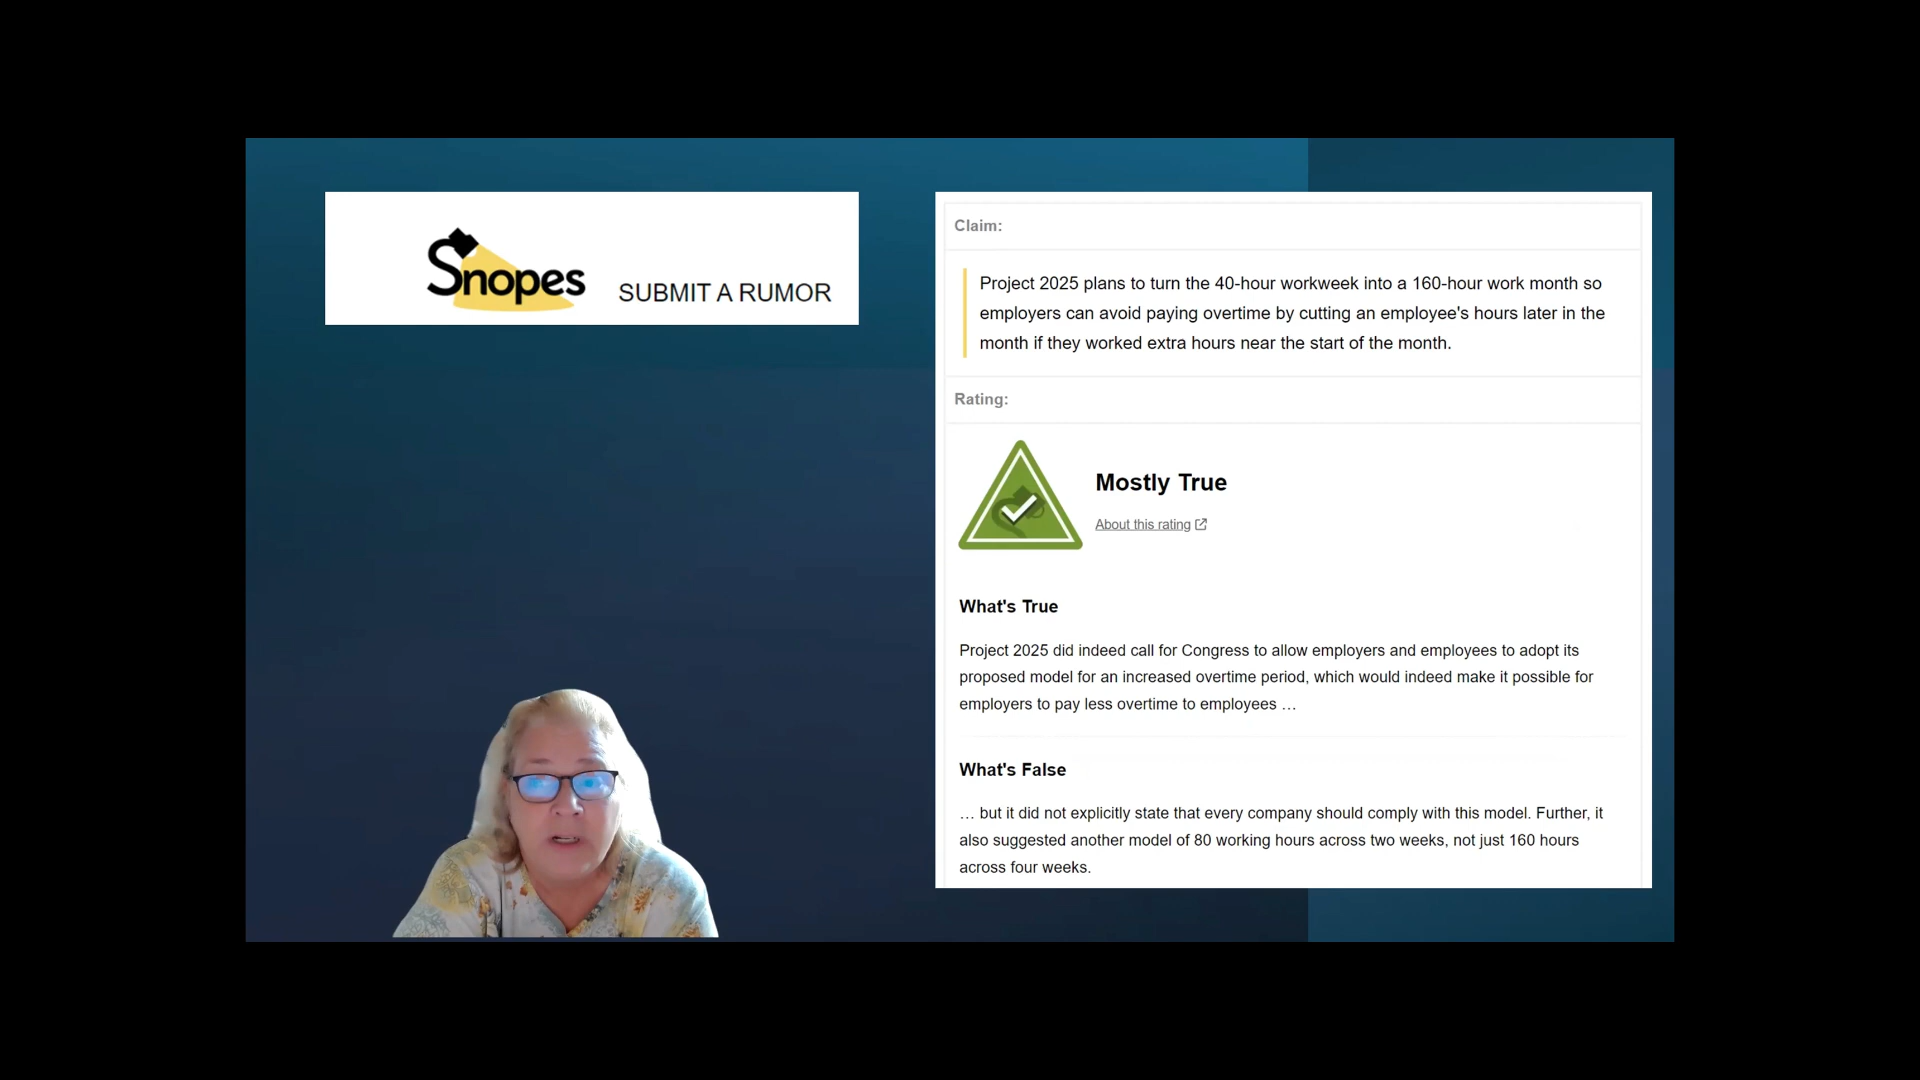 Snopes
SUBMIT A RUMOR
Claim:
Project 2025 plans to turn the 40-hour workweek into a 160-hour work month so
employers can avoid paying overtime by cutting an employee's hours later in the
month if they worked extra hours near the start of the month.
Rating:
Mostly True
About this rating
What's True
Project 2025 did indeed call for Congress to allow employers and employees to adopt its
proposed model for an increased overtime period, which would indeed make it possible for
employers to pay less overtime to employees …
What's False
… but it did not explicitly state that every company should comply with this model. Further, it
also suggested another model of 80 working hours across two weeks, not just 160 hours
across four weeks.